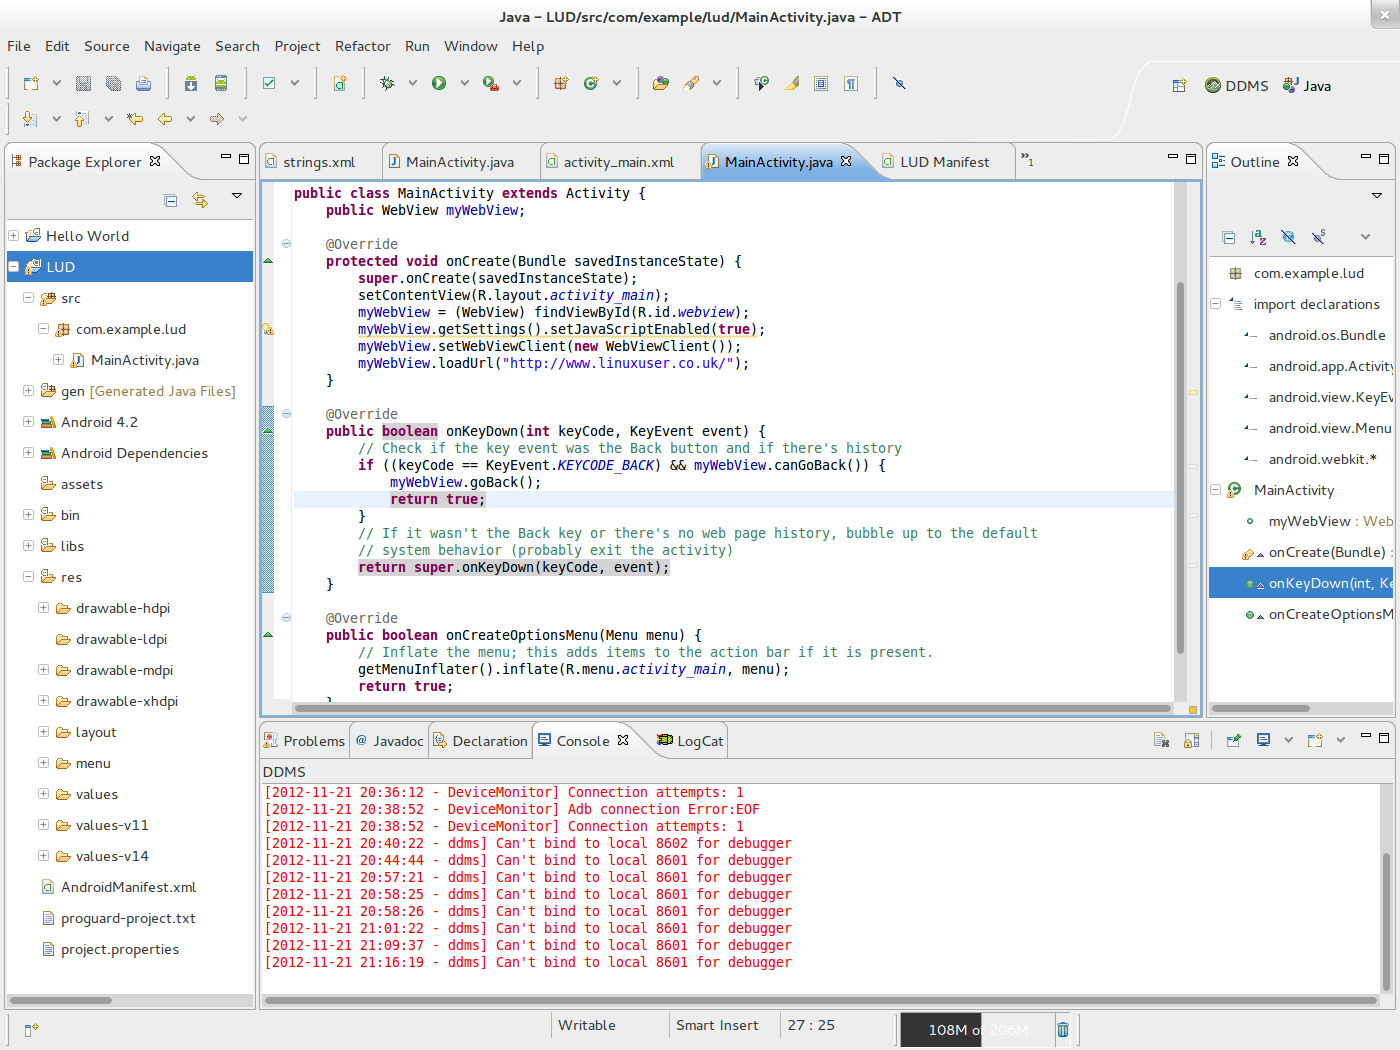 Java – LUD/src/com/example/lud/MainActivity.java – ADT
File Edit Source Navigate Search Project Refactor Run Window Help
DDMS Java
Package Explorer
Hello World
LUD
src
com.example.lud
MainActivity.java
gen [Generated Java Files]
Android 4.2
Android Dependencies
assets
bin
libs
res
drawable-hdpi
drawable-ldpi
drawable-mdpi
drawable-xhdpi
layout
menu
values
values-v11
values-v14
AndroidManifest.xml
proguard-project.txt
project.properties
strings.xml MainActivity.java activity_main.xml MainActivity.java LUD Manifest »1
public class MainActivity extends Activity {
public WebView myWebView;
@Override
protected void onCreate(Bundle savedInstanceState) {
super.onCreate(savedInstanceState);
setContentView(R.layout.activity_main);
myWebView = (WebView) findViewById(R.id.webview);
myWebView.getSettings().setJavaScriptEnabled(true);
myWebView.setWebViewClient(new WebViewClient());
myWebView.loadUrl("http://www.linuxuser.co.uk/");
}
@Override
public boolean onKeyDown(int keyCode, KeyEvent event) {
// Check if the key event was the Back button and if there's history
if ((keyCode == KeyEvent.KEYCODE_BACK) && myWebView.canGoBack()) {
myWebView.goBack();
return true;
}
// If it wasn't the Back key or there's no web page history, bubble up to the default
// system behavior (probably exit the activity)
return super.onKeyDown(keyCode, event);
}
@Override
public boolean onCreateOptionsMenu(Menu menu) {
// Inflate the menu; this adds items to the action bar if it is present.
getMenuInflater().inflate(R.menu.activity_main, menu);
return true;
Outline
com.example.lud
import declarations
android.os.Bundle
android.app.Activity
android.view.KeyEv
android.view.Menu
android.webkit.*
MainActivity
myWebView : Web
onCreate(Bundle) :
onKeyDown(int, Ke
onCreateOptionsM
Problems @ Javadoc Declaration Console LogCat
DDMS
[2012-11-21 20:36:12 - DeviceMonitor] Connection attempts: 1
[2012-11-21 20:38:52 - DeviceMonitor] Adb connection Error:EOF
[2012-11-21 20:38:52 - DeviceMonitor] Connection attempts: 1
[2012-11-21 20:40:22 - ddms] Can't bind to local 8602 for debugger
[2012-11-21 20:44:44 - ddms] Can't bind to local 8601 for debugger
[2012-11-21 20:57:21 - ddms] Can't bind to local 8601 for debugger
[2012-11-21 20:58:25 - ddms] Can't bind to local 8601 for debugger
[2012-11-21 20:58:26 - ddms] Can't bind to local 8601 for debugger
[2012-11-21 21:01:22 - ddms] Can't bind to local 8601 for debugger
[2012-11-21 21:09:37 - ddms] Can't bind to local 8601 for debugger
[2012-11-21 21:16:19 - ddms] Can't bind to local 8601 for debugger
Writable Smart Insert 27 : 25 108M of 206M